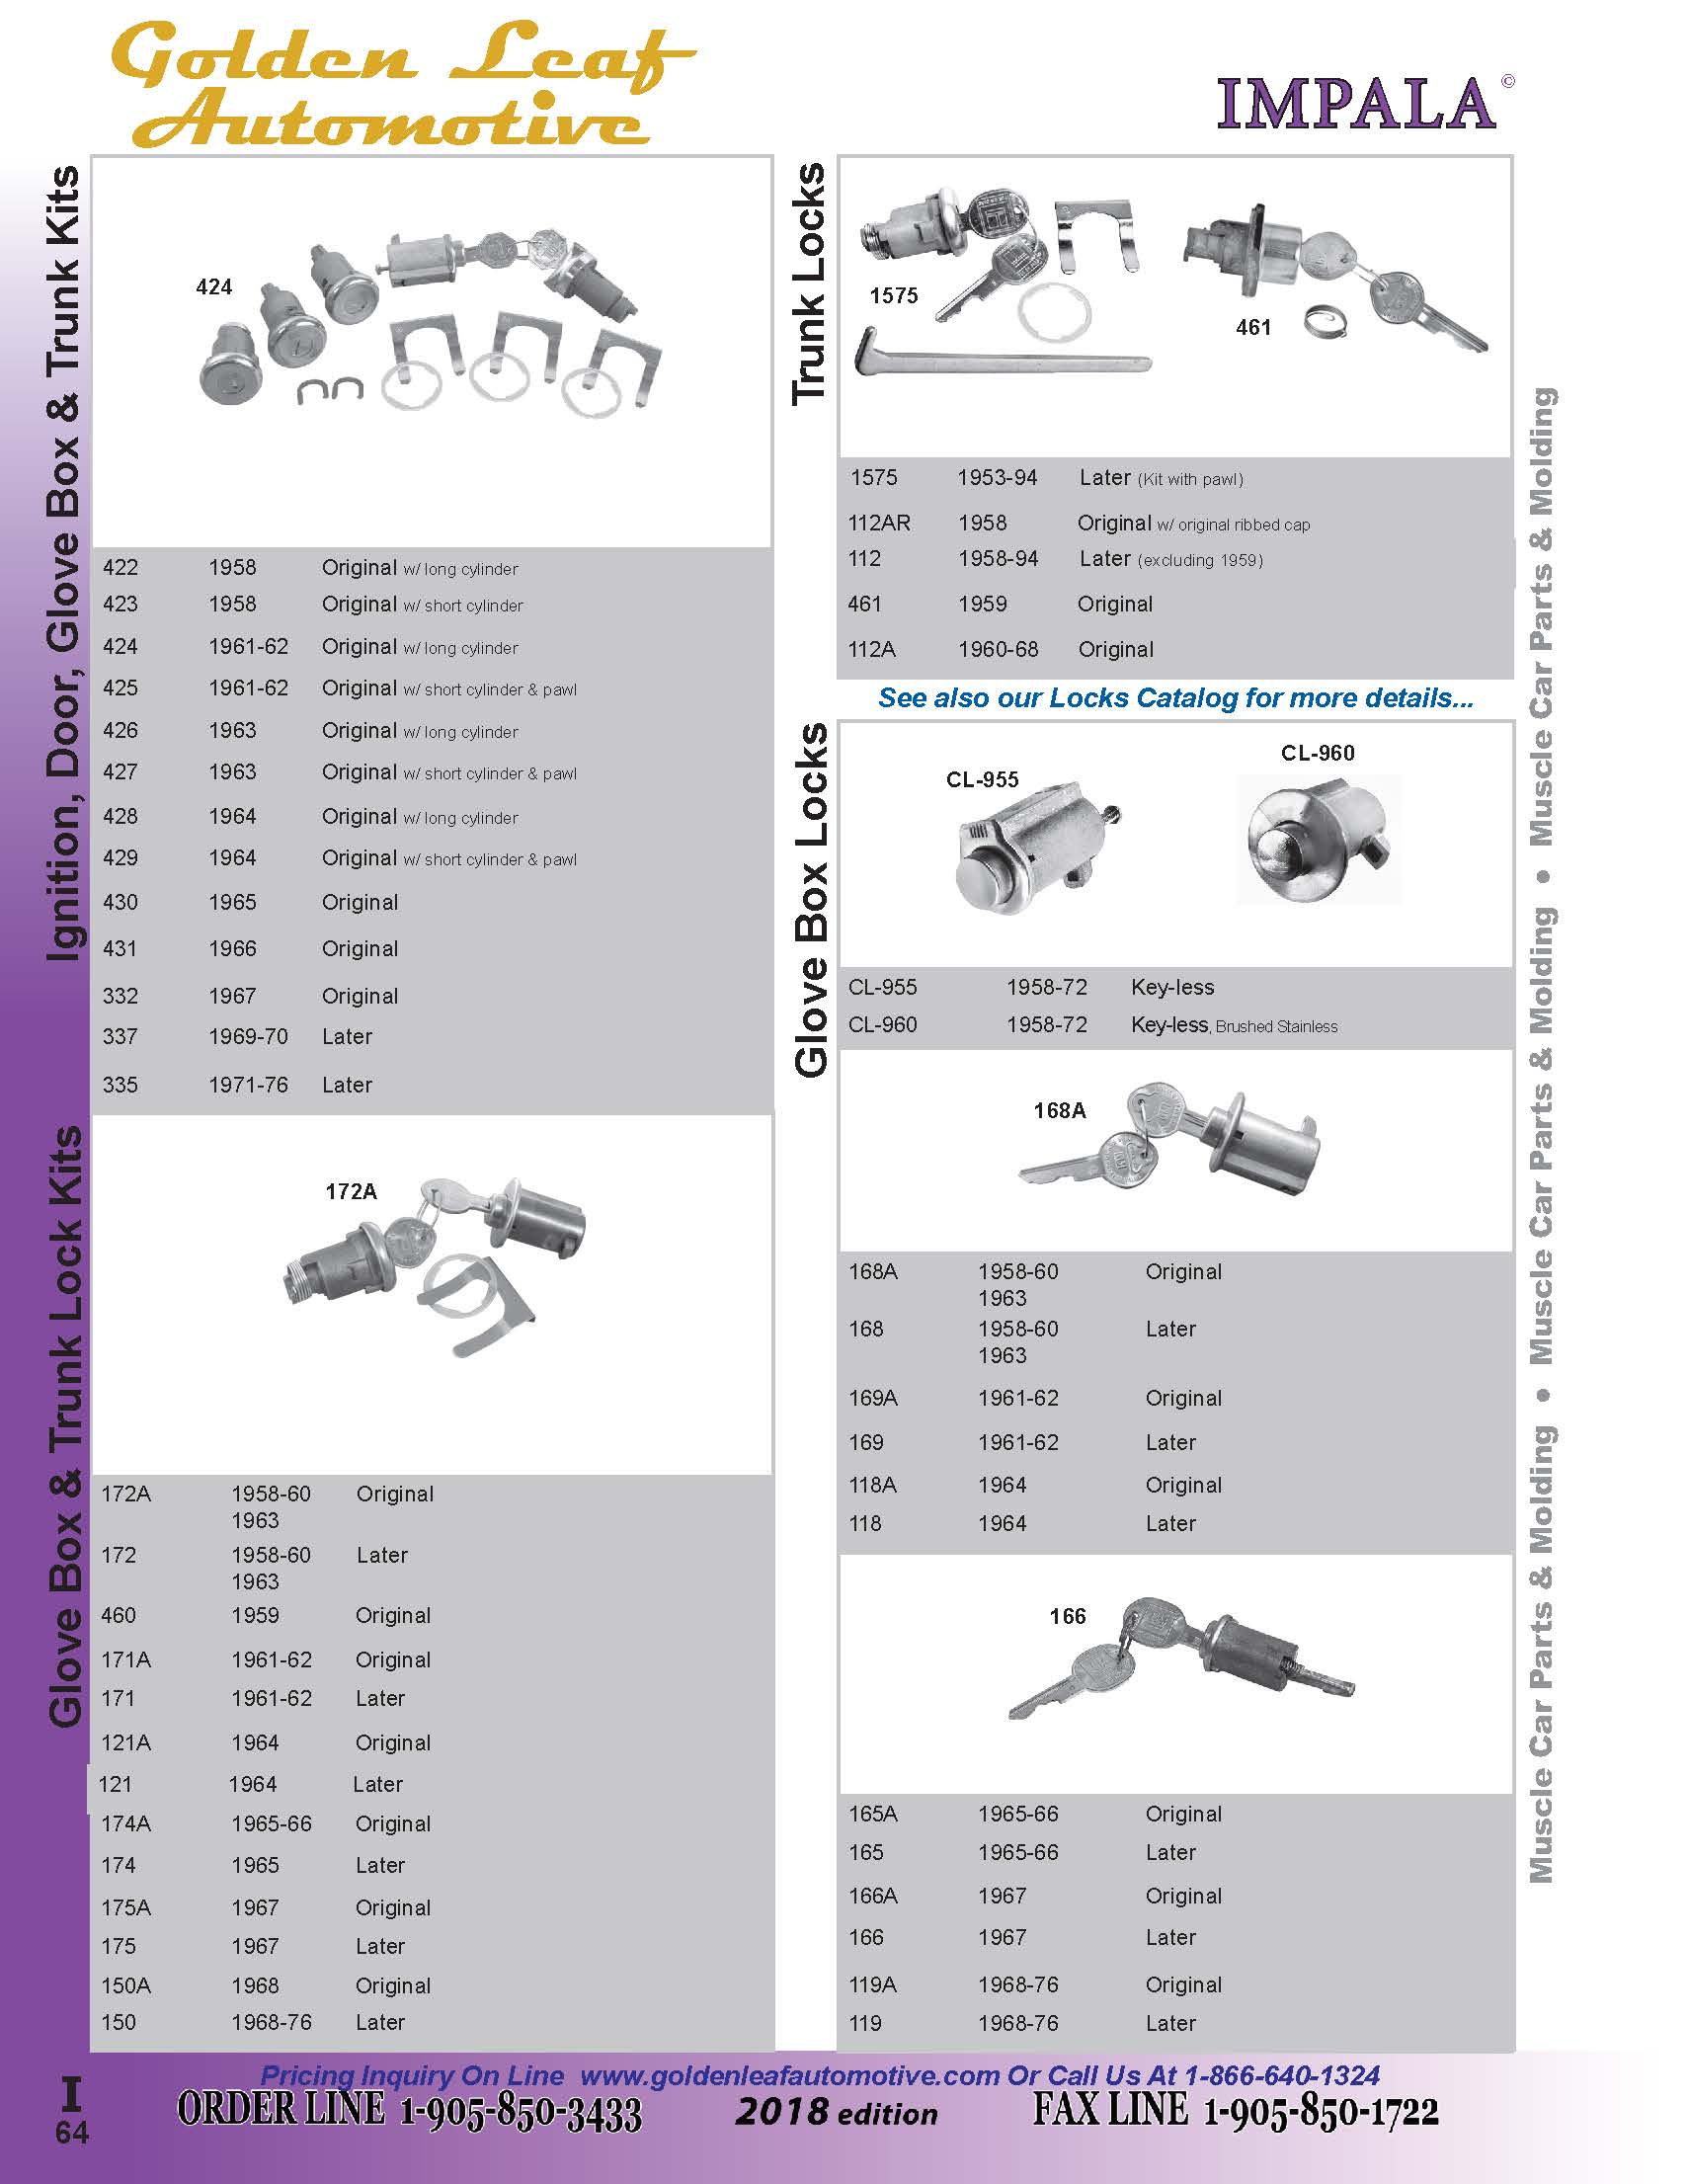 Golden Leaf
Automotive
IMPALA©
Ignition, Door, Glove Box & Trunk Kits
424
422 1958 Original w/ long cylinder
423 1958 Original w/ short cylinder
424 1961-62 Original w/ long cylinder
425 1961-62 Original w/ short cylinder & pawl
426 1963 Original w/ long cylinder
427 1963 Original w/ short cylinder & pawl
428 1964 Original w/ long cylinder
429 1964 Original w/ short cylinder & pawl
430 1965 Original
431 1966 Original
332 1967 Original
337 1969-70 Later
335 1971-76 Later
Glove Box & Trunk Lock Kits
172A
172A 1958-60 Original
1963
172 1958-60 Later
1963
460 1959 Original
171A 1961-62 Original
171 1961-62 Later
121A 1964 Original
121 1964 Later
174A 1965-66 Original
174 1965 Later
175A 1967 Original
175 1967 Later
150A 1968 Original
150 1968-76 Later
Trunk Locks
1575
461
1575 1953-94 Later (Kit with pawl)
112AR 1958 Original w/ original ribbed cap
112 1958-94 Later (excluding 1959)
461 1959 Original
112A 1960-68 Original
See also our Locks Catalog for more details...
Glove Box Locks
CL-955
CL-960
CL-955 1958-72 Key-less
CL-960 1958-72 Key-less, Brushed Stainless
168A
168A 1958-60 Original
1963
168 1958-60 Later
1963
169A 1961-62 Original
169 1961-62 Later
118A 1964 Original
118 1964 Later
166
165A 1965-66 Original
165 1965-66 Later
166A 1967 Original
166 1967 Later
119A 1968-76 Original
119 1968-76 Later
Muscle Car Parts & Molding • Muscle Car Parts & Molding • Muscle Car Parts & Molding
Pricing Inquiry On Line www.goldenleafautomotive.com Or Call Us At 1-866-640-1324
ORDER LINE 1-905-850-3433 2018 edition FAX LINE 1-905-850-1722
I
64